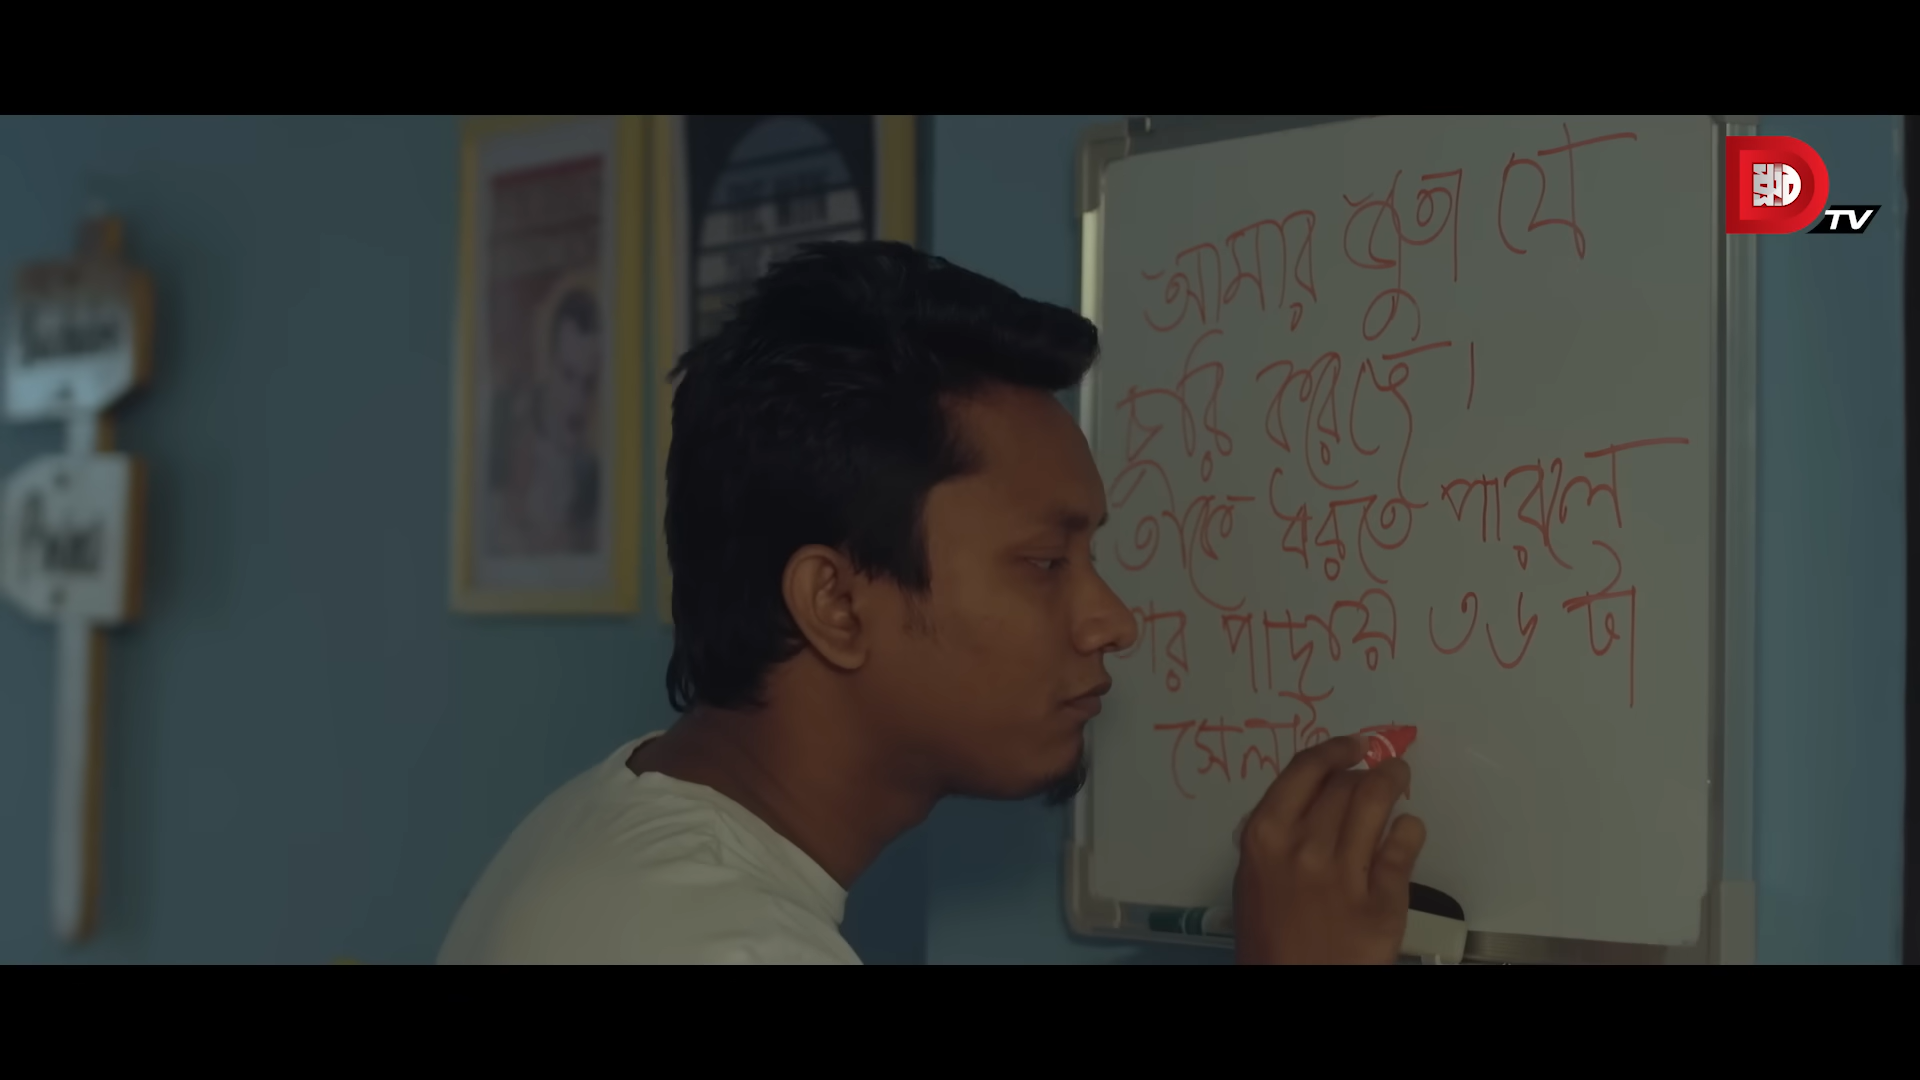 আমার জুতা যে
চুরি করেছে।
তাকে ধরতে পারলে
তার পাছায় ৩৬ টা
সেলাই
TV